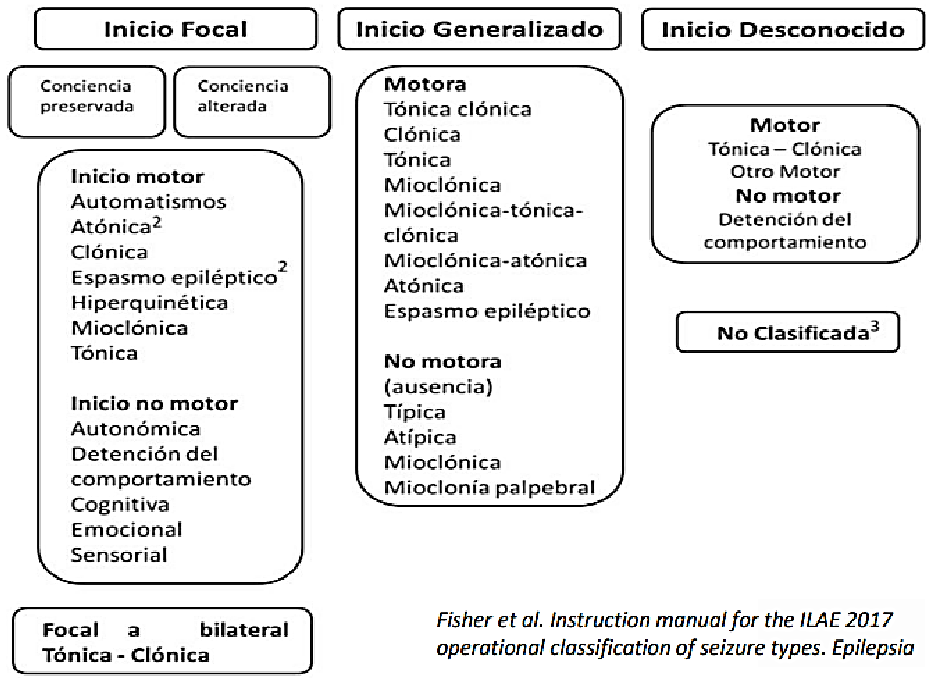 Inicio Focal
Conciencia
preservada
Conciencia
alterada
Inicio motor
Automatismos
Atónica²
Clónica
Espasmo epiléptico²
Hiperquinética
Mioclónica
Tónica
Inicio no motor
Autonómica
Detención del
comportamiento
Cognitiva
Emocional
Sensorial
Focal a bilateral
Tónica - Clónica
Inicio Generalizado
Motora
Tónica clónica
Clónica
Tónica
Mioclónica
Mioclónica-tónica-
clónica
Mioclónica-atónica
Atónica
Espasmo epiléptico
No motora
(ausencia)
Típica
Atípica
Mioclónica
Mioclonía palpebral
Inicio Desconocido
Motor
Tónica – Clónica
Otro Motor
No motor
Detención del
comportamiento
No Clasificada³
Fisher et al. Instruction manual for the ILAE 2017
operational classification of seizure types. Epilepsia